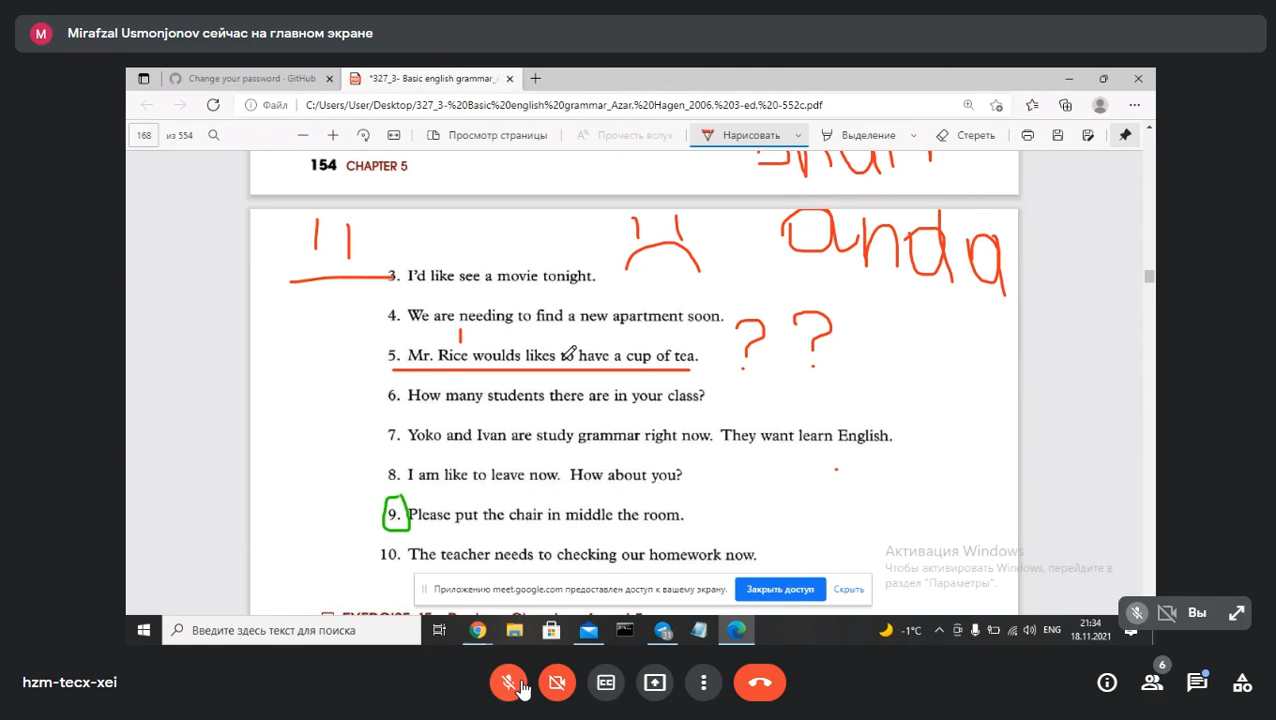 M Mirafzal Usmonjonov сейчас на главном экране
Change your password · GitHub
*327_3- Basic english grammar_A
Файл C:/Users/User/Desktop/327_3-%20Basic%20english%20grammar_Azar,%20Hagen_2006.%203-ed,%20-552c.pdf
168 из 554 Просмотр страницы Прочесть вслух Нарисовать Выделение Стереть
154 CHAPTER 5
anda
3. I'd like see a movie tonight.
4. We are needing to find a new apartment soon.
5. Mr. Rice woulds likes to have a cup of tea. ? ?
6. How many students there are in your class?
7. Yoko and Ivan are study grammar right now. They want learn English.
8. I am like to leave now. How about you?
9. Please put the chair in middle the room.
10. The teacher needs to checking our homework now.
Активация Windows
Чтобы активировать Windows, перейдите в
раздел "Параметры".
Приложению meet.google.com предоставлен доступ к вашему экрану. Закрыть доступ Скрыть
Вы
Введите здесь текст для поиска
31
-1°C
ENG
21:34
18.11.2021
hzm-tecx-xei
6